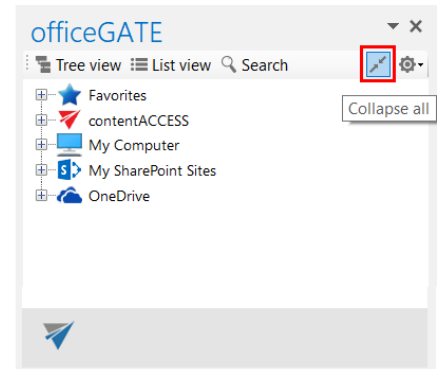 officeGATE
Tree view List view Search
Favorites
Collapse all
contentACCESS
My Computer
S My SharePoint Sites
OneDrive